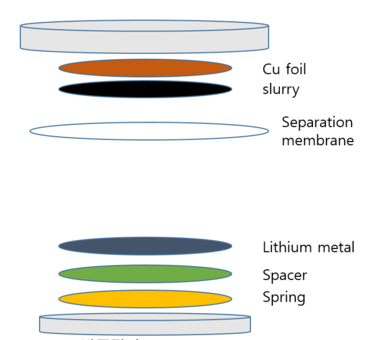 Cu foil
slurry
Separation
membrane
Lithium metal
Spacer
Spring